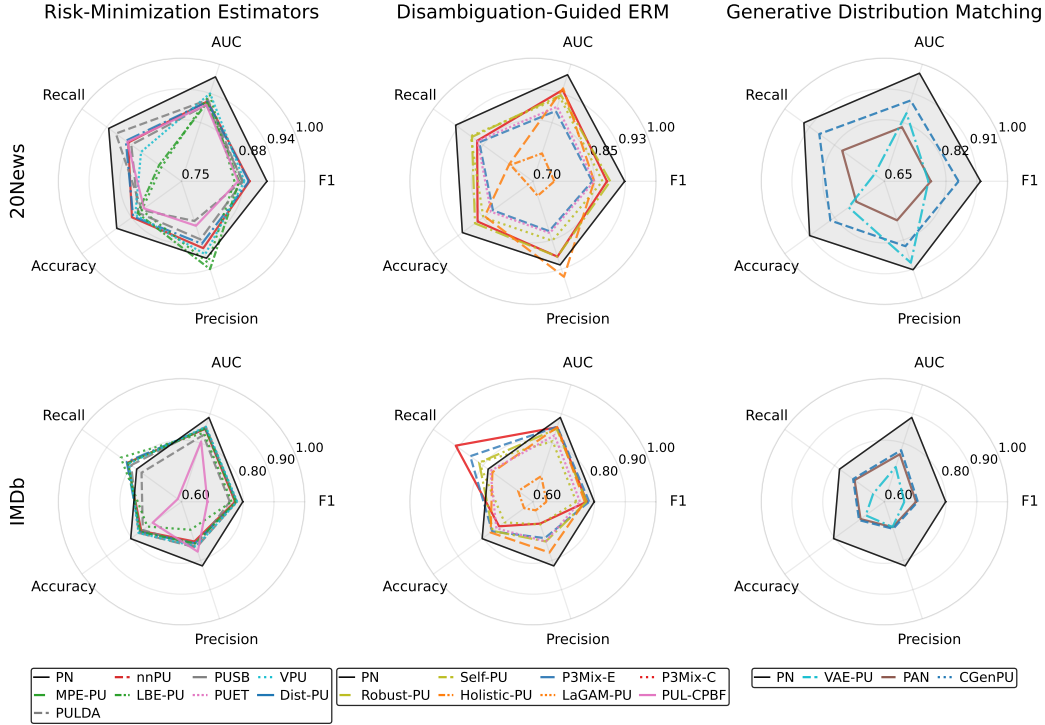 Risk-Minimization Estimators
Disambiguation-Guided ERM
Generative Distribution Matching
20News
AUC
Recall
1.00
0.94
0.88
0.75
F1
Accuracy
Precision
AUC
Recall
1.00
0.93
0.85
0.70
F1
Accuracy
Precision
AUC
Recall
1.00
0.91
0.82
0.65
F1
Accuracy
Precision
IMDb
AUC
Recall
1.00
0.90
0.80
0.60
F1
Accuracy
Precision
AUC
Recall
1.00
0.90
0.80
0.60
F1
Accuracy
Precision
AUC
Recall
1.00
0.90
0.80
0.60
F1
Accuracy
Precision
PN nnPU PUSB VPU
MPE-PU LBE-PU PUET Dist-PU
PULDA
PN Self-PU P3Mix-E P3Mix-C
Robust-PU Holistic-PU LaGAM-PU PUL-CPBF
PN VAE-PU PAN CGenPU